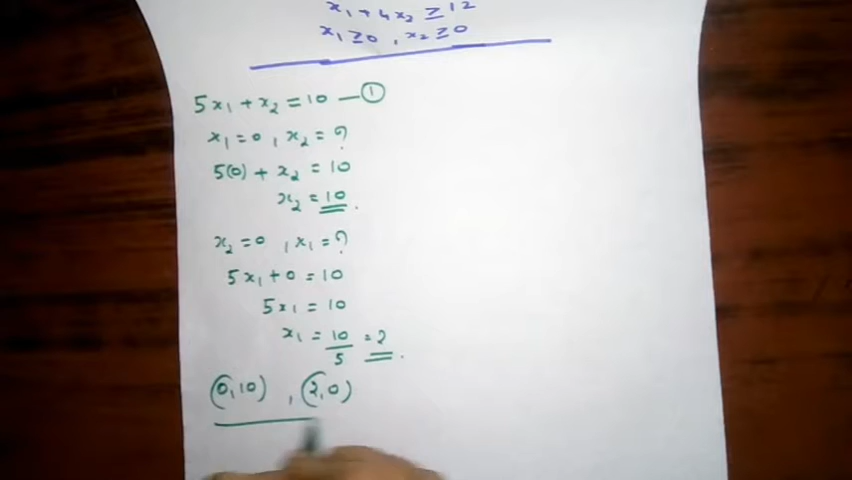 x₁ + 4x₂ ≥ 12
x₁ ≥ 0 , x₂ ≥ 0
5x₁ + x₂ = 10 — ①
x₁ = 0 , x₂ = ?
5(0) + x₂ = 10
x₂ = 10 .
x₂ = 0 , x₁ = ?
5x₁ + 0 = 10
5x₁ = 10
x₁ = 10/5 = 2 .
(0,10) , (2,0)